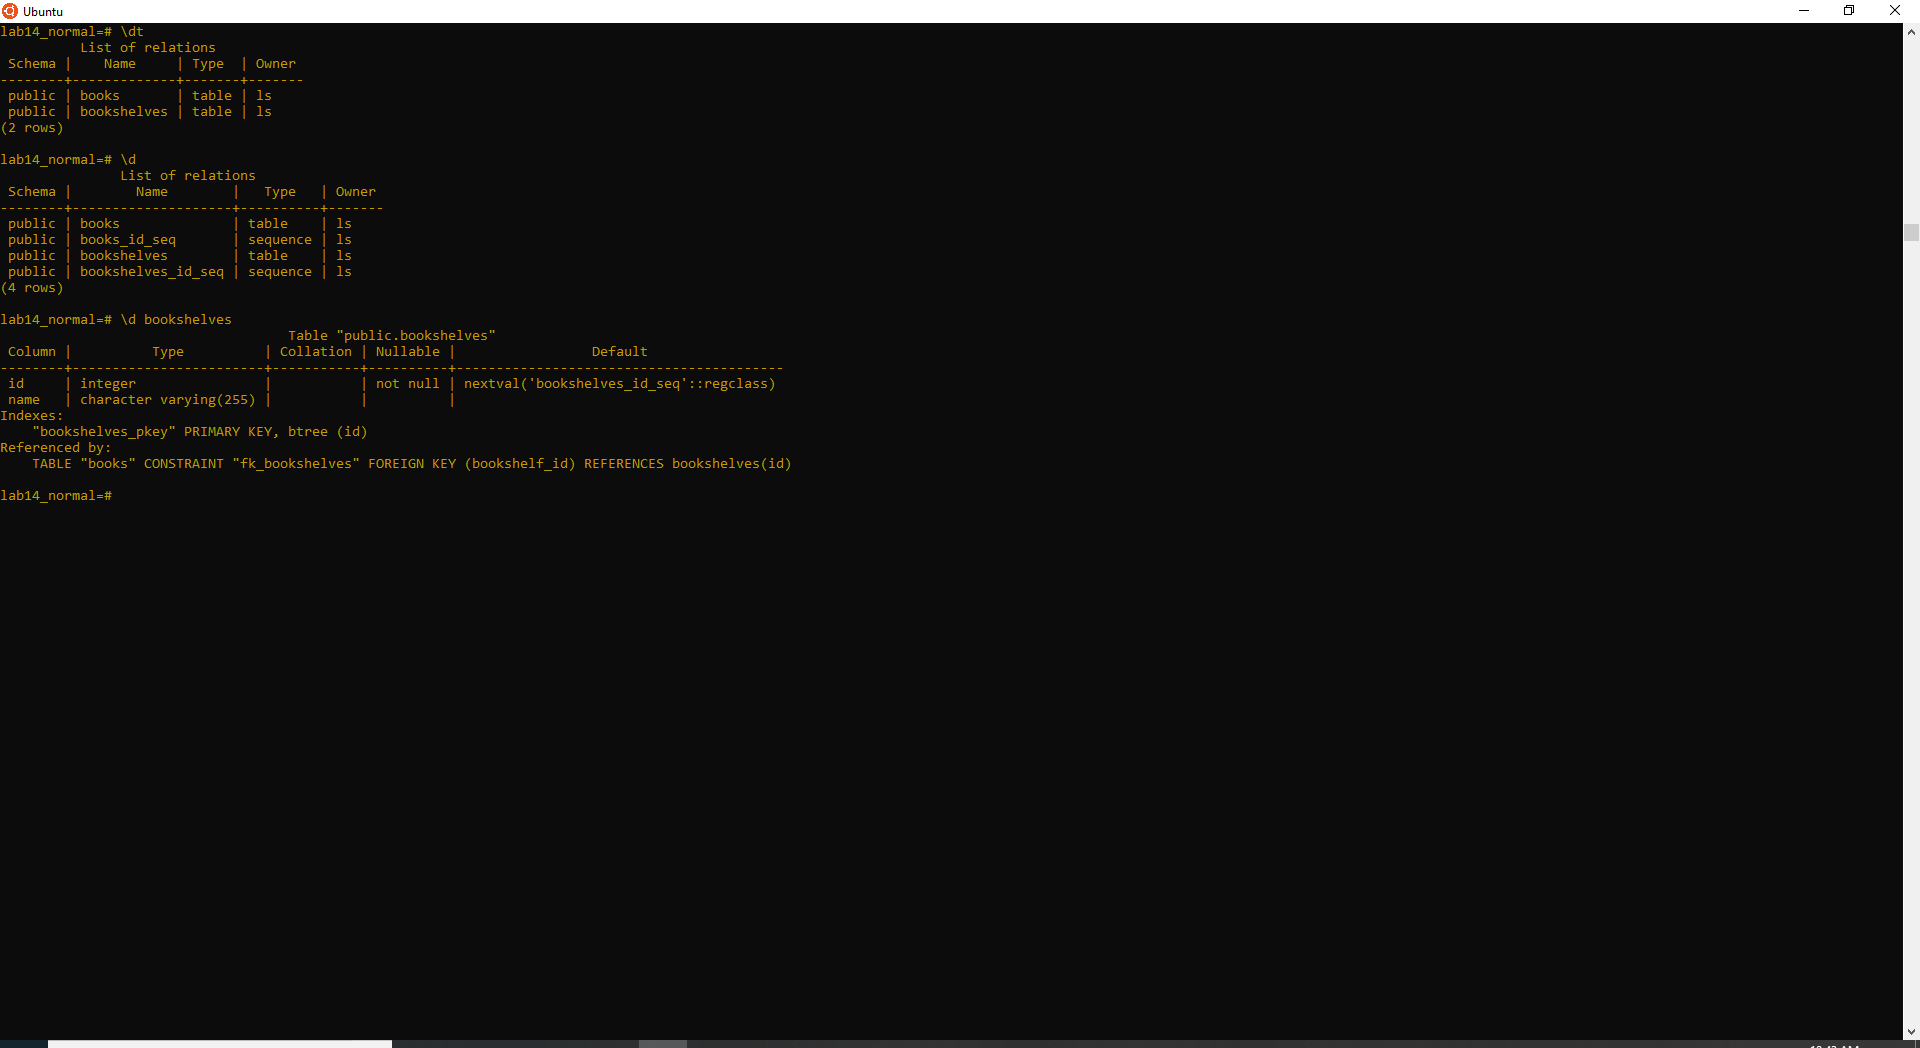 Ubuntu
lab14_normal=# \dt
          List of relations
 Schema |    Name     | Type  | Owner
--------+-------------+-------+-------
 public | books       | table | ls
 public | bookshelves | table | ls
(2 rows)

lab14_normal=# \d
               List of relations
 Schema |        Name        |   Type   | Owner
--------+--------------------+----------+-------
 public | books              | table    | ls
 public | books_id_seq       | sequence | ls
 public | bookshelves        | table    | ls
 public | bookshelves_id_seq | sequence | ls
(4 rows)

lab14_normal=# \d bookshelves
                                    Table "public.bookshelves"
 Column |          Type          | Collation | Nullable |                 Default
--------+------------------------+-----------+----------+-----------------------------------------
 id     | integer                |           | not null | nextval('bookshelves_id_seq'::regclass)
 name   | character varying(255) |           |          |
Indexes:
    "bookshelves_pkey" PRIMARY KEY, btree (id)
Referenced by:
    TABLE "books" CONSTRAINT "fk_bookshelves" FOREIGN KEY (bookshelf_id) REFERENCES bookshelves(id)

lab14_normal=#